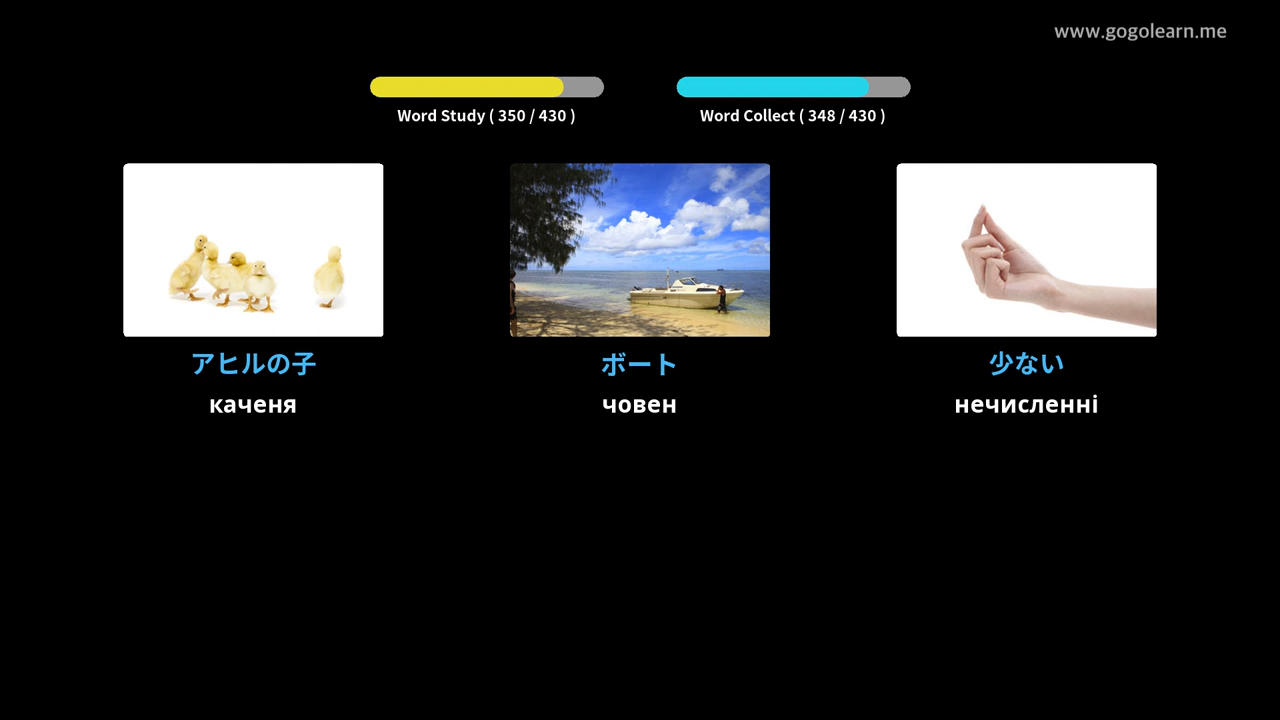 www.gogolearn.me
Word Study ( 350 / 430 )
Word Collect ( 348 / 430 )
アヒルの子
ボート
少ない
каченя
човен
нечисленні